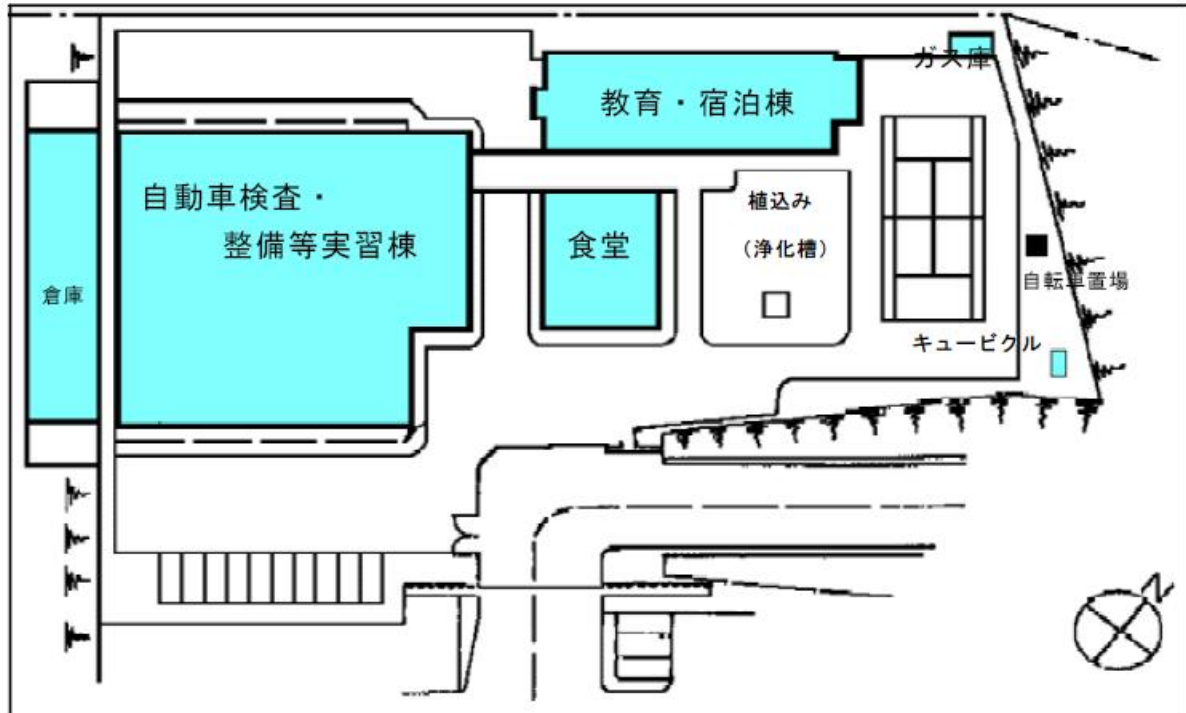 ガス庫
教育・宿泊棟
自動車検査・
整備等実習棟
植込み
（浄化槽）
食堂
倉庫
自転車置場
キュービクル
N